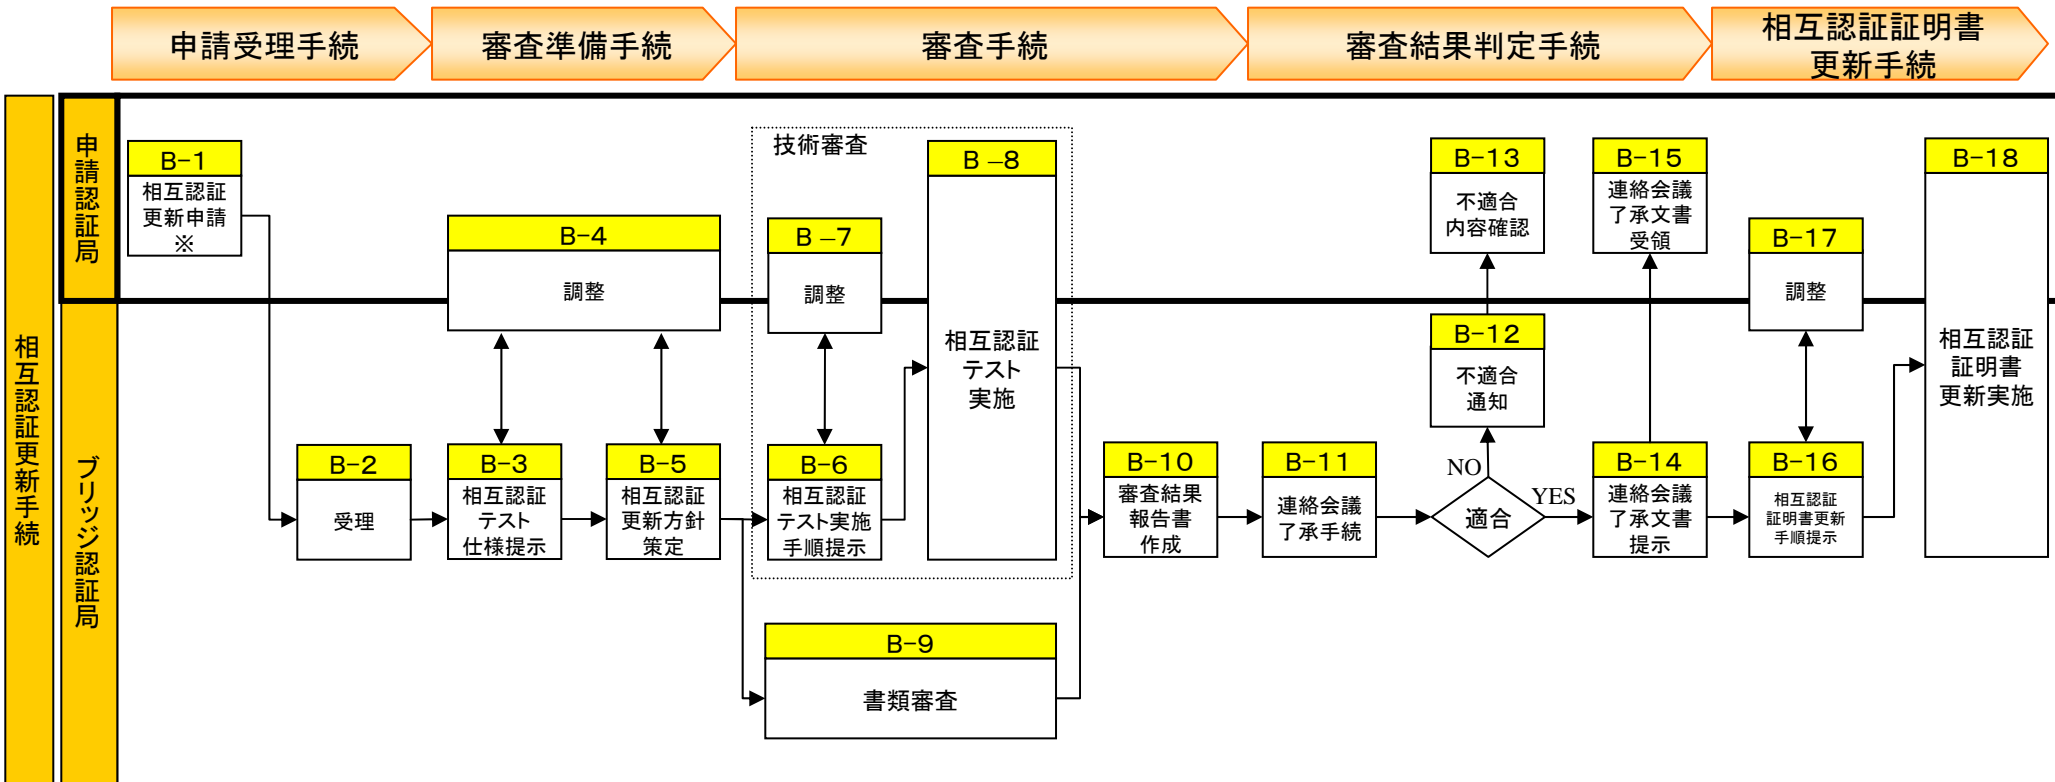 申請受理手続
審査準備手続
審査手続
審査結果判定手続
相互認証証明書
更新手続
相互認証更新手続
申請認証局
ブリッジ認証局
B-1
相互認証
更新申請
※
B-2
受理
B-3
相互認証
テスト
仕様提示
B-4
調整
B-5
相互認証
更新方針
策定
技術審査
B-6
相互認証
テスト実施
手順提示
B-7
調整
B-8
相互認証
テスト
実施
B-9
書類審査
B-10
審査結果
報告書
作成
B-11
連絡会議
了承手続
適合
NO
YES
B-12
不適合
通知
B-13
不適合
内容確認
B-14
連絡会議
了承文書
提示
B-15
連絡会議
了承文書
受領
B-16
相互認証
証明書更新
手順提示
B-17
調整
B-18
相互認証
証明書
更新実施